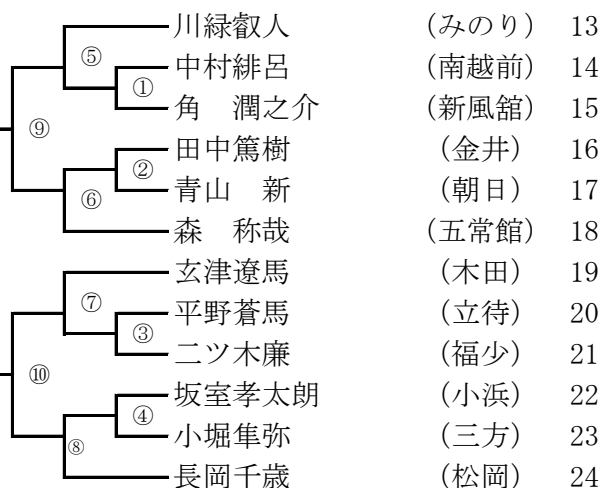 川緑叡人 （みのり） 13
⑤
中村緋呂 （南越前） 14
①
角　潤之介 （新風舘） 15
⑨
田中篤樹 （金井） 16
②
青山　新 （朝日） 17
⑥
森　称哉 （五常館） 18
玄津遼馬 （木田） 19
⑦
平野蒼馬 （立待） 20
③
二ツ木廉 （福少） 21
⑩
坂室孝太朗 （小浜） 22
④
小堀隼弥 （三方） 23
⑧
長岡千歳 （松岡） 24